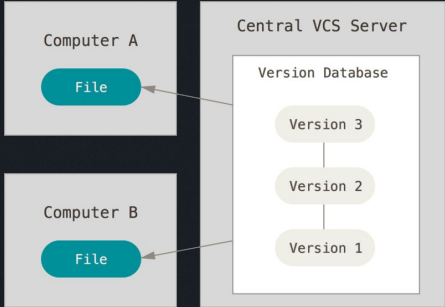 Computer A
File
Computer B
File
Central VCS Server
Version Database
Version 3
Version 2
Version 1